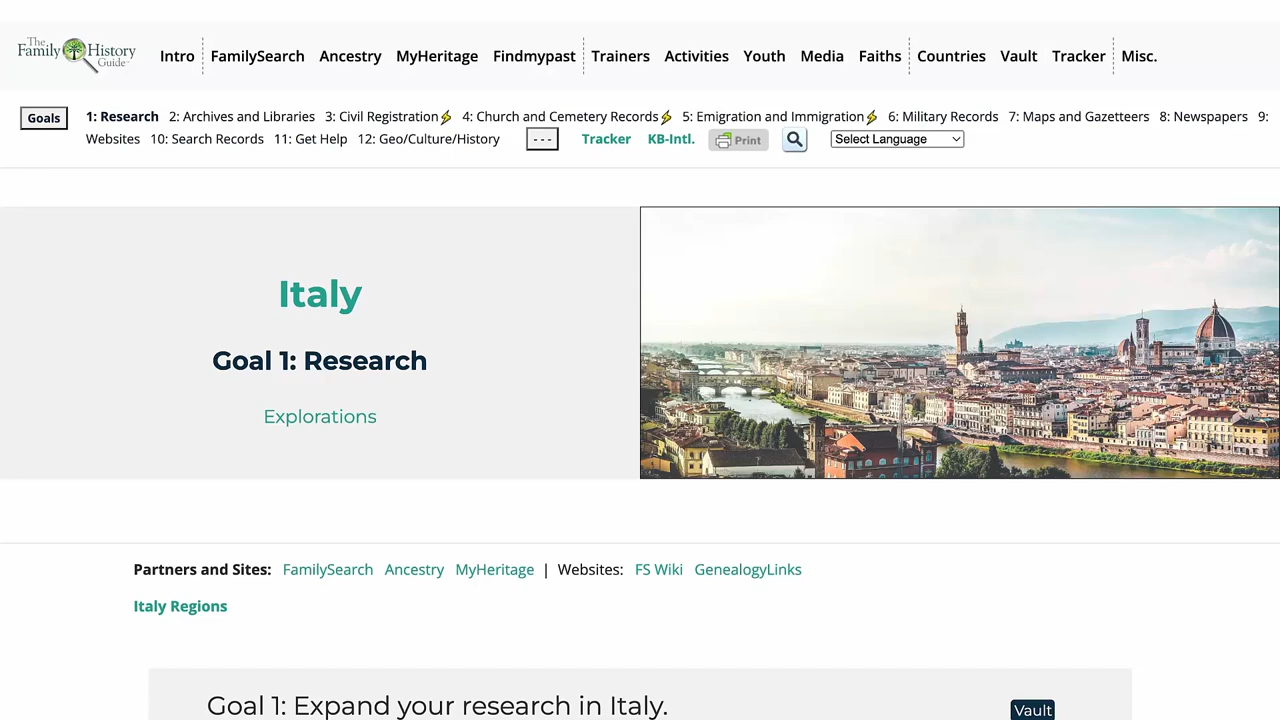 The
Family History
Guide
Intro FamilySearch Ancestry MyHeritage Findmypast Trainers Activities Youth Media Faiths Countries Vault Tracker Misc.
Goals 1: Research 2: Archives and Libraries 3: Civil Registration 4: Church and Cemetery Records 5: Emigration and Immigration 6: Military Records 7: Maps and Gazetteers 8: Newspapers 9:
Websites 10: Search Records 11: Get Help 12: Geo/Culture/History --- Tracker KB-Intl. Print Select Language
Italy
Goal 1: Research
Explorations
Partners and Sites: FamilySearch Ancestry MyHeritage | Websites: FS Wiki GenealogyLinks
Italy Regions
Goal 1: Expand your research in Italy.
Vault